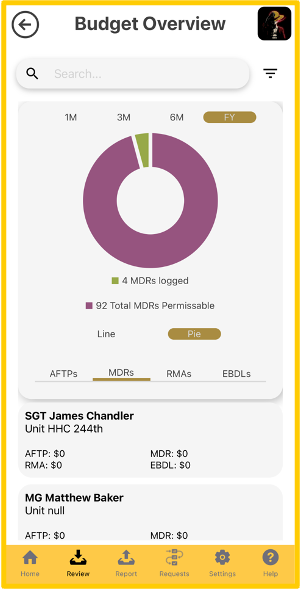 Budget Overview
Search...
1M 3M 6M FY
4 MDRs logged
92 Total MDRs Permissable
Line Pie
AFTPs MDRs RMAs EBDLs
SGT James Chandler
Unit HHC 244th
AFTP: $0 MDR: $0
RMA: $0 EBDL: $0
MG Matthew Baker
Unit null
AFTP: $0 MDR: $0
Home Review Report Requests Settings Help